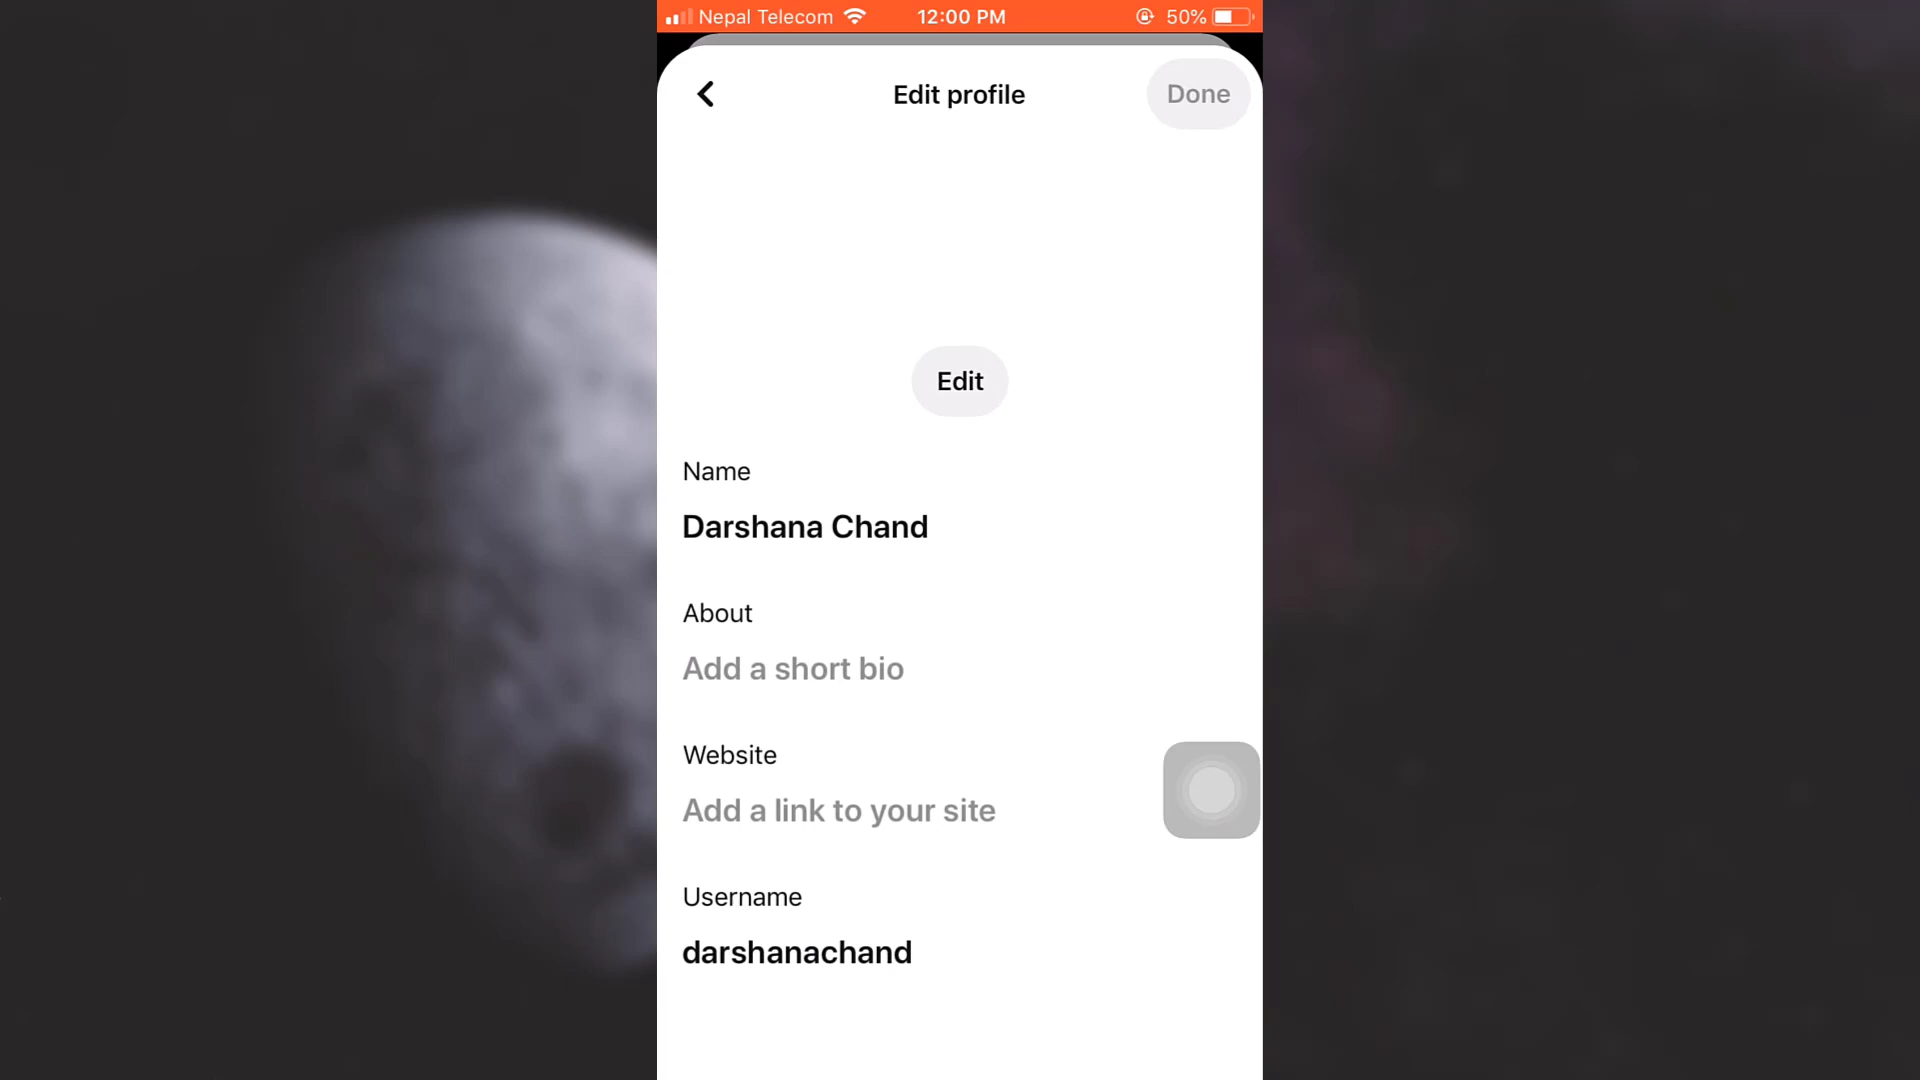 Nepal Telecom 12:00 PM 50%
Edit profile Done
Edit
Name
Darshana Chand
About
Add a short bio
Website
Add a link to your site
Username
darshanachand